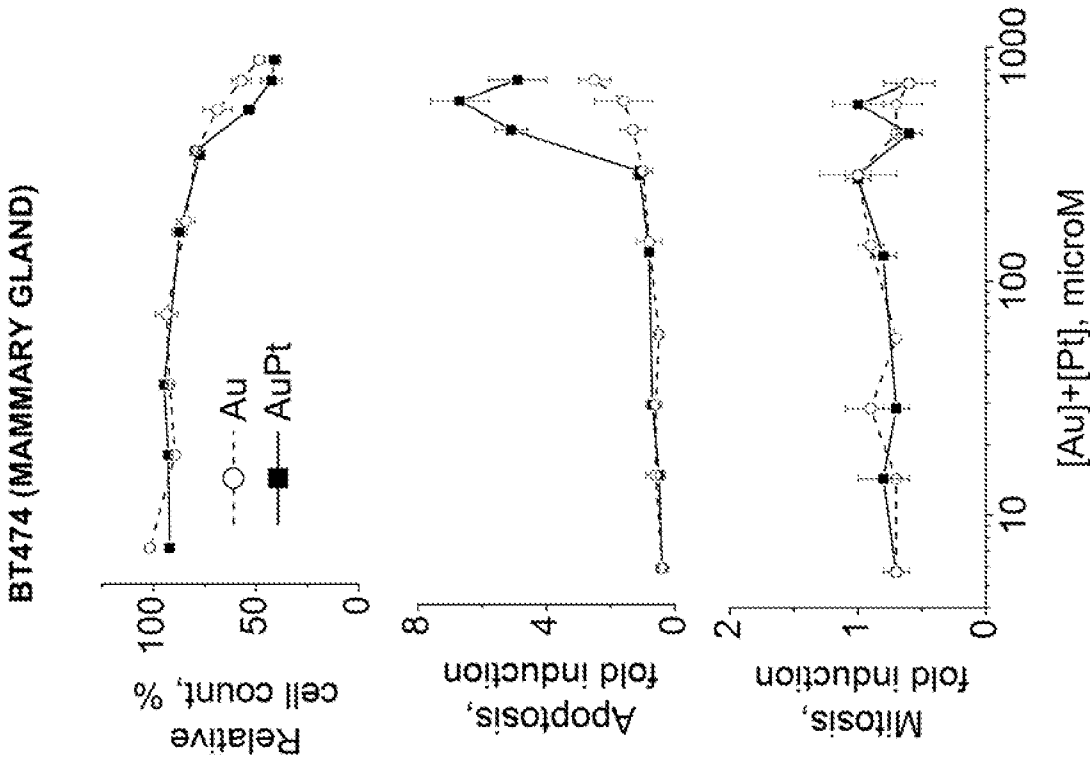 BT474 (MAMMARY GLAND)
Relative
cell count, %
100
50
0
Au
AuPt
Apoptosis,
fold induction
8
4
0
Mitosis,
fold induction
2
1
0
10
100
1000
[Au]+[Pt], microM